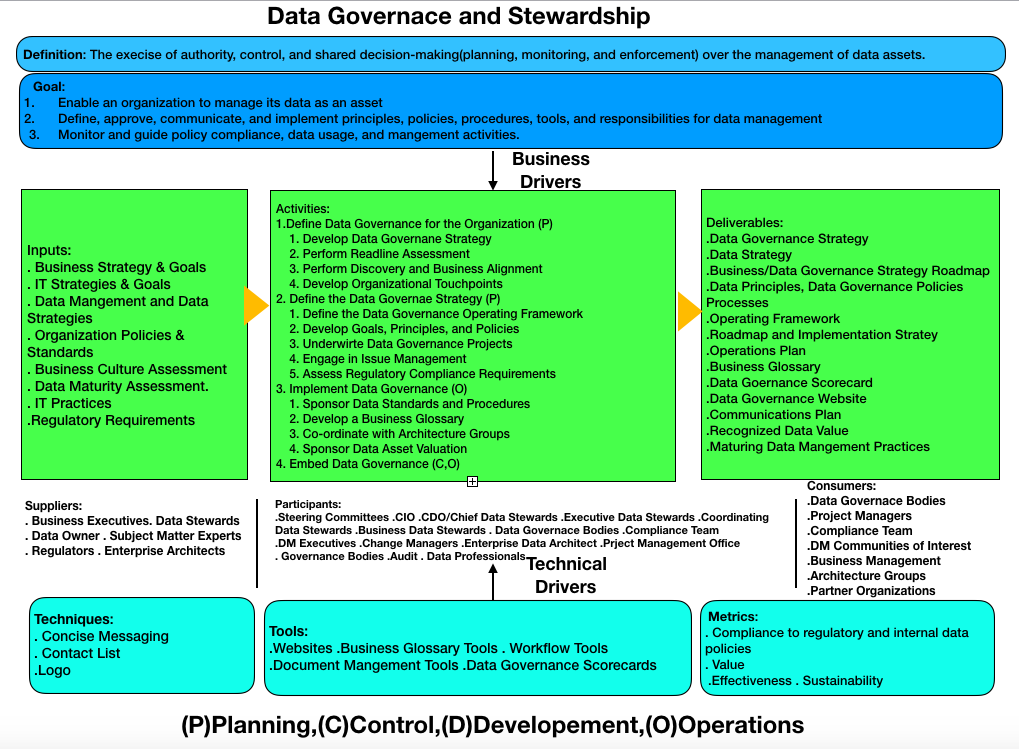 Data Governace and Stewardship
Definition: The execise of authority, control, and shared decision-making(planning, monitoring, and enforcement) over the management of data assets.
Goal:
1. Enable an organization to manage its data as an asset
2. Define, approve, communicate, and implement principles, policies, procedures, tools, and responsibilities for data management
3. Monitor and guide policy compliance, data usage, and mangement activities.
Business
Drivers
Inputs:
. Business Strategy & Goals
. IT Strategies & Goals
. Data Mangement and Data
Strategies
. Organization Policies &
Standards
. Business Culture Assessment
. Data Maturity Assessment.
. IT Practices
.Regulatory Requirements
Activities:
1.Define Data Governance for the Organization (P)
1. Develop Data Governane Strategy
2. Perform Readline Assessment
3. Perform Discovery and Business Alignment
4. Develop Organizational Touchpoints
2. Define the Data Governae Strategy (P)
1. Define the Data Governance Operating Framework
2. Develop Goals, Principles, and Policies
3. Underwirte Data Governance Projects
4. Engage in Issue Management
5. Assess Regulatory Compliance Requirements
3. Implement Data Governance (O)
1. Sponsor Data Standards and Procedures
2. Develop a Business Glossary
3. Co-ordinate with Architecture Groups
4. Sponsor Data Asset Valuation
4. Embed Data Governance (C,O)
Deliverables:
.Data Governance Strategy
.Data Strategy
.Business/Data Governance Strategy Roadmap
.Data Principles, Data Governance Policies
Processes
.Operating Framework
.Roadmap and Implementation Stratey
.Operations Plan
.Business Glossary
.Data Goernance Scorecard
.Data Governance Website
.Communications Plan
.Recognized Data Value
.Maturing Data Mangement Practices
Suppliers:
. Business Executives. Data Stewards
. Data Owner . Subject Matter Experts
. Regulators . Enterprise Architects
Participants:
.Steering Committees .CIO .CDO/Chief Data Stewards .Executive Data Stewards .Coordinating
Data Stewards .Business Data Stewards . Data Governace Bodies .Compliance Team
.DM Executives .Change Managers .Enterprise Data Architect .Prject Management Office
. Governance Bodies .Audit . Data Professionals
Consumers:
.Data Governace Bodies
.Project Managers
.Compliance Team
.DM Communities of Interest
.Business Management
.Architecture Groups
.Partner Organizations
Technical
Drivers
Techniques:
. Concise Messaging
. Contact List
.Logo
Tools:
.Websites .Business Glossary Tools . Workflow Tools
.Document Mangement Tools .Data Governance Scorecards
Metrics:
. Compliance to regulatory and internal data
policies
. Value
.Effectiveness . Sustainability
(P)Planning,(C)Control,(D)Developement,(O)Operations